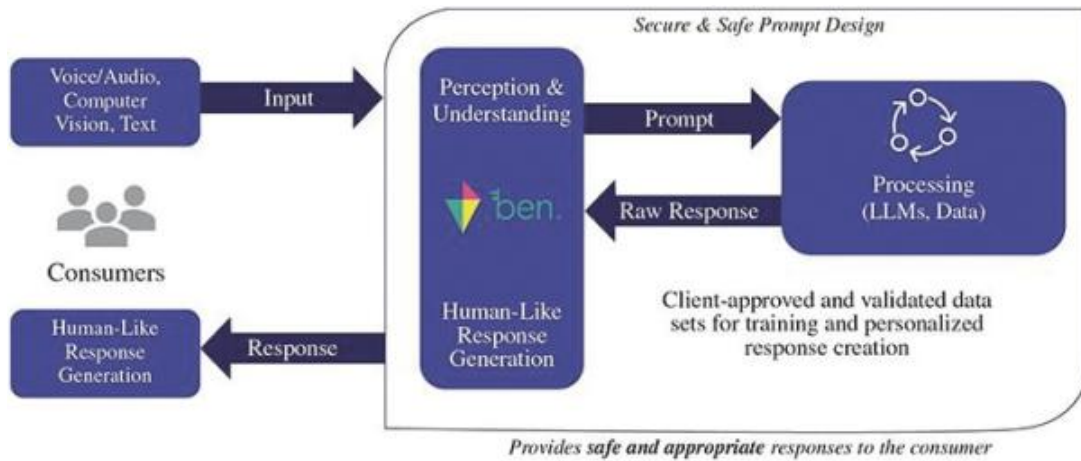 Secure & Safe Prompt Design
Voice/Audio,
Computer
Vision, Text
Input
Perception &
Understanding
Prompt
Processing
(LLMs, Data)
ben.
Raw Response
Consumers
Human-Like
Response
Generation
Response
Human-Like
Response
Generation
Client-approved and validated data
sets for training and personalized
response creation
Provides safe and appropriate responses to the consumer